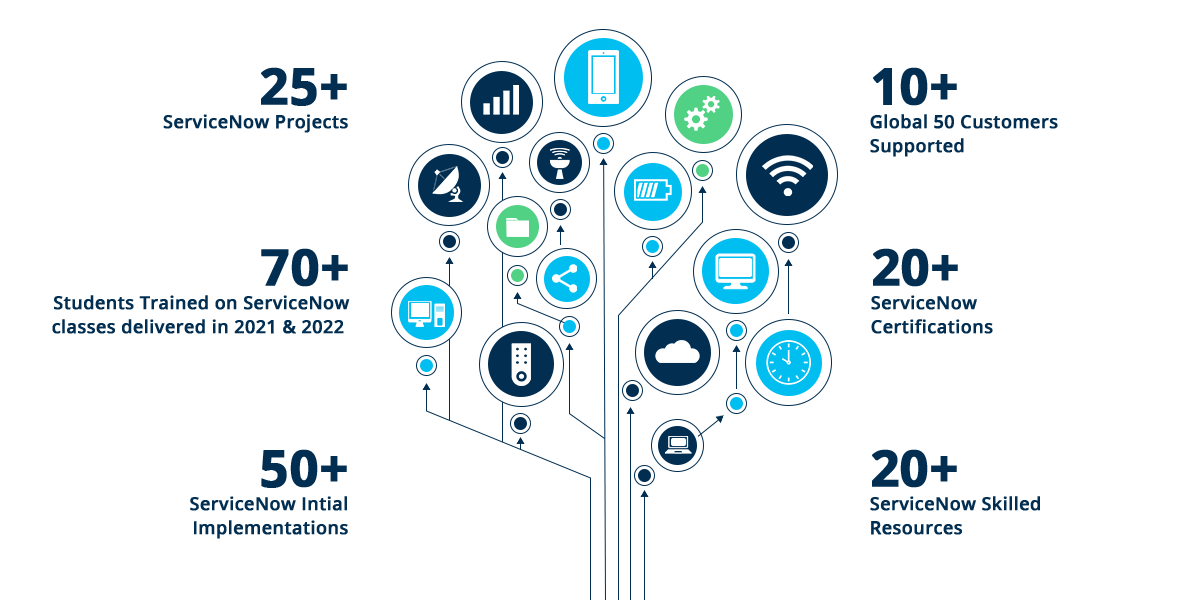 25+
ServiceNow Projects
70+
Students Trained on ServiceNow
classes delivered in 2021 & 2022
50+
ServiceNow Intial
Implementations
10+
Global 50 Customers
Supported
20+
ServiceNow
Certifications
20+
ServiceNow Skilled
Resources